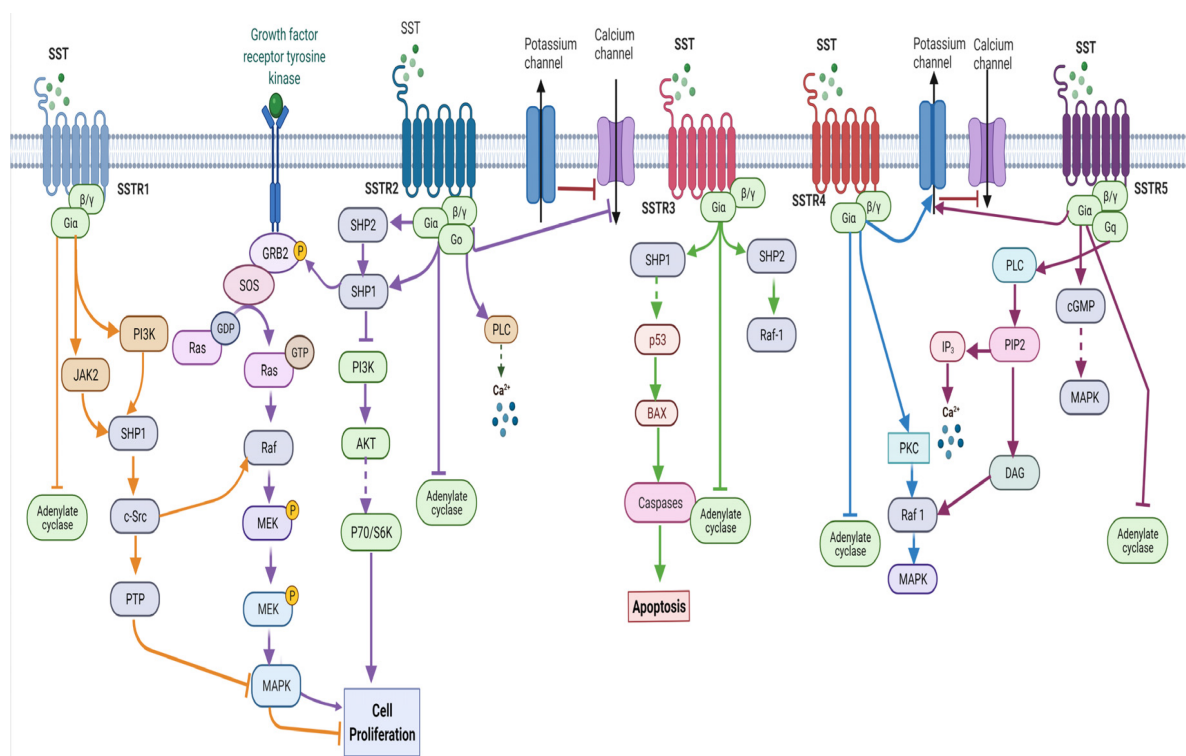 SST
Growth factor
receptor tyrosine
kinase
SST
Potassium
channel
Calcium
channel
SST
SST
Potassium
channel
Calcium
channel
SST
SSTR1
SSTR2
SSTR3
SSTR4
SSTR5
β/γ
Giα
GRB2
P
SOS
GDP
Ras
GTP
Ras
PI3K
JAK2
SHP1
c-Src
PTP
Adenylate
cyclase
Raf
MEK
P
MEK
P
MAPK
SHP2
Giα
β/γ
Go
SHP1
PI3K
AKT
P70/S6K
PLC
Ca²⁺
Adenylate
cyclase
Cell
Proliferation
Giα
β/γ
SHP1
SHP2
p53
Raf-1
BAX
Caspases
Adenylate
cyclase
Apoptosis
Giα
β/γ
PKC
Raf 1
MAPK
Adenylate
cyclase
Giα
β/γ
Gq
PLC
cGMP
IP₃
PIP2
Ca²⁺
MAPK
DAG
Adenylate
cyclase